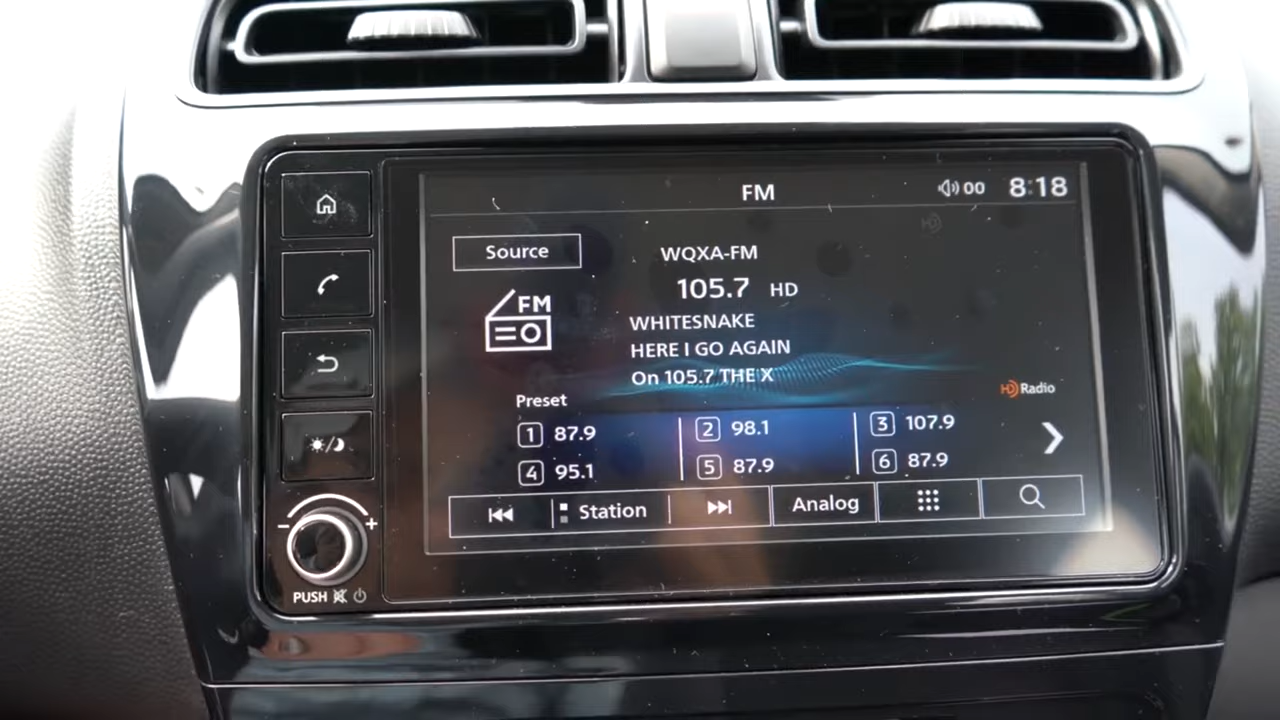 FM
00 8:18
Source
WQXA-FM
105.7 HD
FM
WHITESNAKE
HERE I GO AGAIN
On 105.7 THE X
HD Radio
Preset
1 87.9
2 98.1
3 107.9
4 95.1
5 87.9
6 87.9
Station
Analog
- +
PUSH